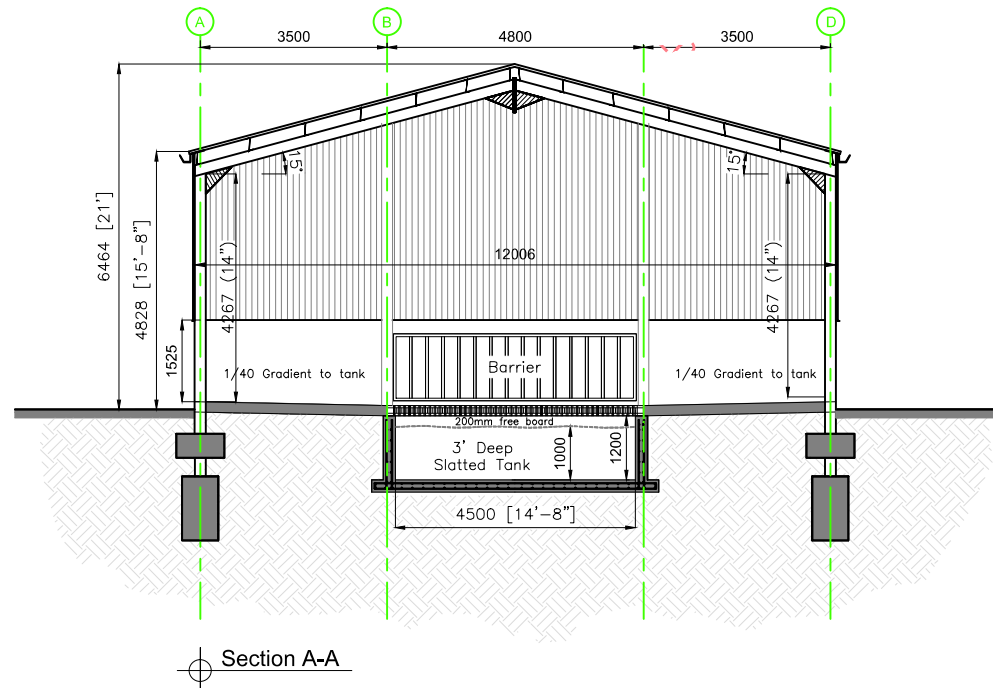 A
B
D
3500
4800
3500
15°
15°
6464 [21']
4828 [15'-8"]
4267 (14")
12006
4267 (14")
1525
1/40 Gradient to tank
Barrier
1/40 Gradient to tank
200mm free board
3' Deep
Slatted Tank
1000
1200
4500 [14'-8"]
Section A-A